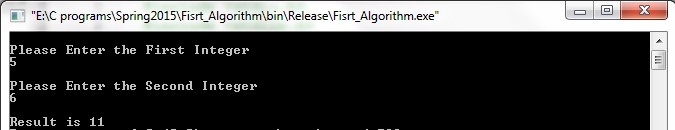 "E:\C programs\Spring2015\Fisrt_Algorithm\bin\Release\Fisrt_Algorithm.exe"
Please Enter the First Integer
5
Please Enter the Second Integer
6
Result is 11